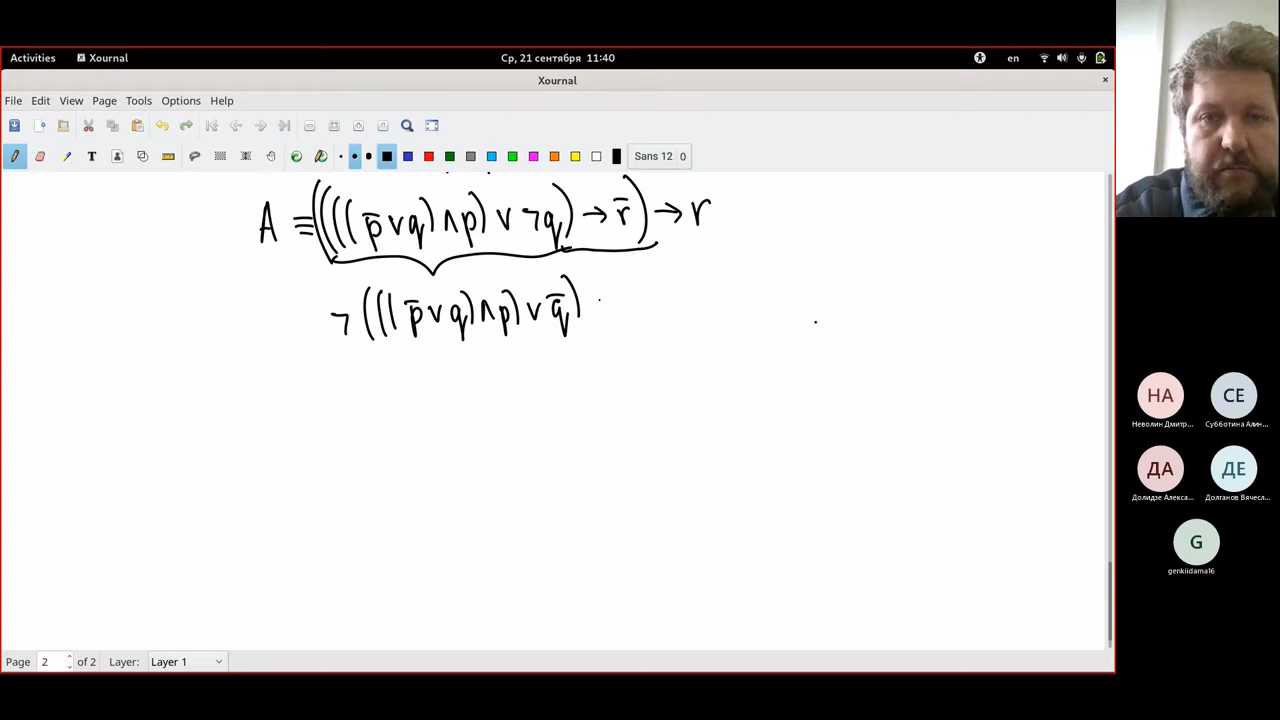 Activities Xournal Ср, 21 сентября 11:40 en
Xournal ×
File Edit View Page Tools Options Help
T Sans 12 0
A ≡ (((((p̄ ∨ q) ∧ p) ∨ ¬q) → r̄) → r
¬(((p̄ ∨ q) ∧ p) ∨ q̄)
НА СЕ
Неволин Дмитр... Субботина Алин...
ДА ДЕ
Долидзе Алекса... Долганов Вячесл...
G
genkiidama16
Page 2 of 2 Layer: Layer 1